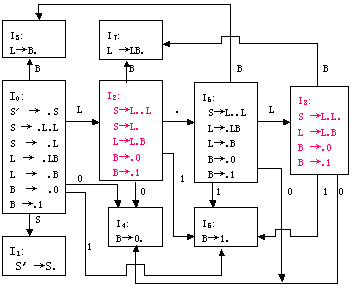 I₅:
L→B.
I₇:
L →LB.
B
B
B
B
I₀:
S' → .S
S → .L.L
S → .L
L → .LB
L → .B
B → .0
B →.1
L
I₂:
S→L..L
S→L.
L→L.B
B→.0
B→.1
.
I₆:
S→L..L
L→.LB
L→.B
B→.0
B→.1
L
I₃:
S →L.L.
L →L.B
B→.0
B→.1
0
0
1
1
0
1
0
S
1
I₄:
B→0.
I₈:
B→1.
I₁:
S' →S.